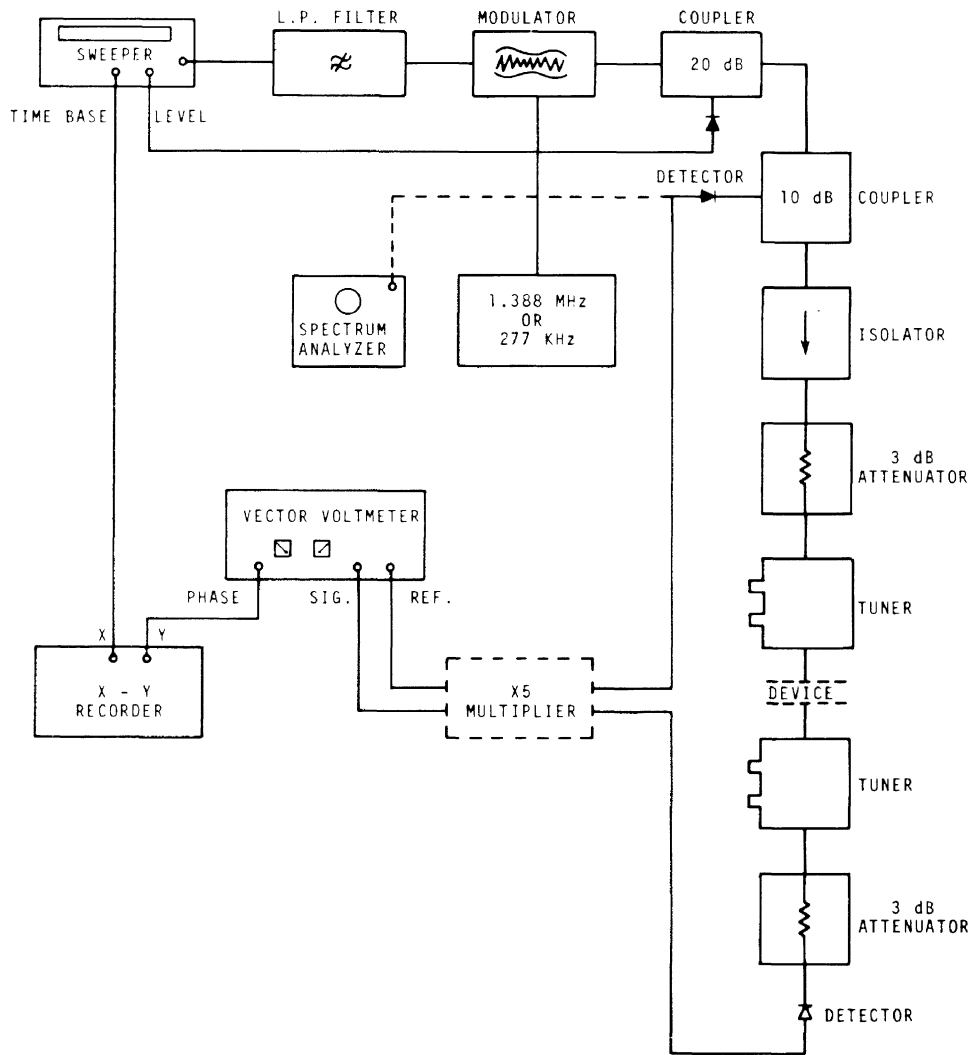 L.P. FILTER
MODULATOR
COUPLER
SWEEPER
20 dB
TIME BASE
LEVEL
DETECTOR
10 dB
COUPLER
1.388 MHz
OR
277 KHz
SPECTRUM
ANALYZER
ISOLATOR
3 dB
ATTENUATOR
VECTOR VOLTMETER
PHASE
SIG.
REF.
TUNER
X
Y
X - Y
RECORDER
X5
MULTIPLIER
DEVICE
TUNER
3 dB
ATTENUATOR
DETECTOR